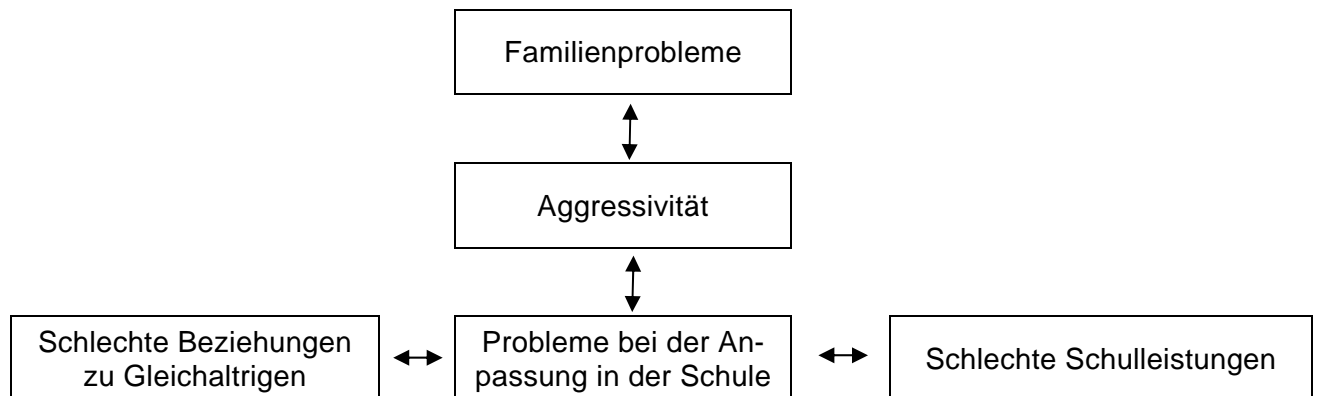 Familienprobleme
Aggressivität
Schlechte Beziehungen
zu Gleichaltrigen
Probleme bei der An-
passung in der Schule
Schlechte Schulleistungen